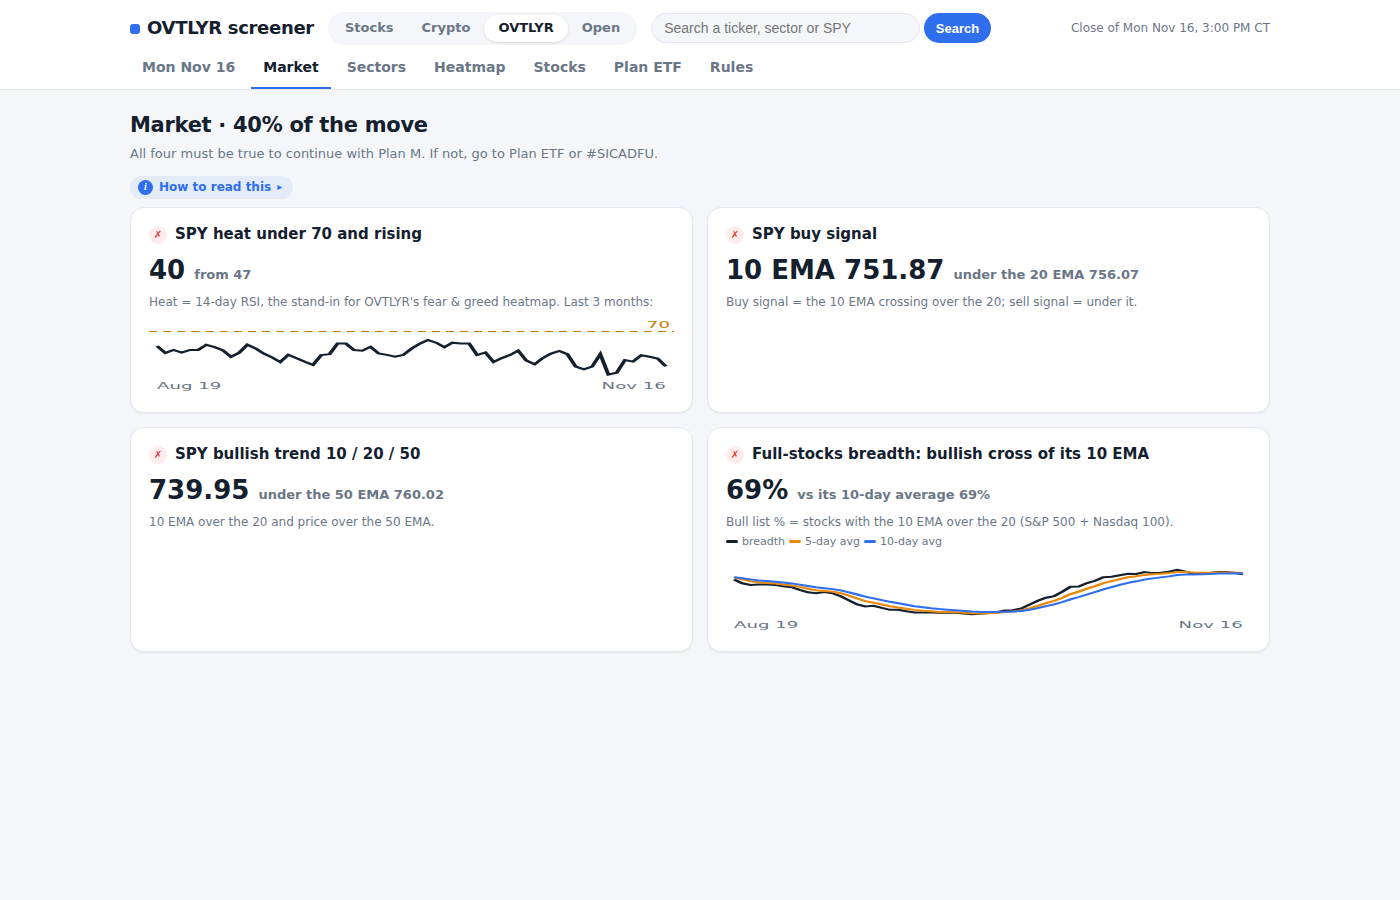 OVTLYR screener
Stocks Crypto OVTLYR Open
Search a ticker, sector or SPY
Search
Close of Mon Nov 16, 3:00 PM CT
Mon Nov 16 Market Sectors Heatmap Stocks Plan ETF Rules
Market · 40% of the move
All four must be true to continue with Plan M. If not, go to Plan ETF or #SICADFU.
i How to read this ▸
✗ SPY heat under 70 and rising
40 from 47
Heat = 14-day RSI, the stand-in for OVTLYR's fear & greed heatmap. Last 3 months:
70
Aug 19 Nov 16
✗ SPY buy signal
10 EMA 751.87 under the 20 EMA 756.07
Buy signal = the 10 EMA crossing over the 20; sell signal = under it.
✗ SPY bullish trend 10 / 20 / 50
739.95 under the 50 EMA 760.02
10 EMA over the 20 and price over the 50 EMA.
✗ Full-stocks breadth: bullish cross of its 10 EMA
69% vs its 10-day average 69%
Bull list % = stocks with the 10 EMA over the 20 (S&P 500 + Nasdaq 100).
breadth 5-day avg 10-day avg
Aug 19 Nov 16